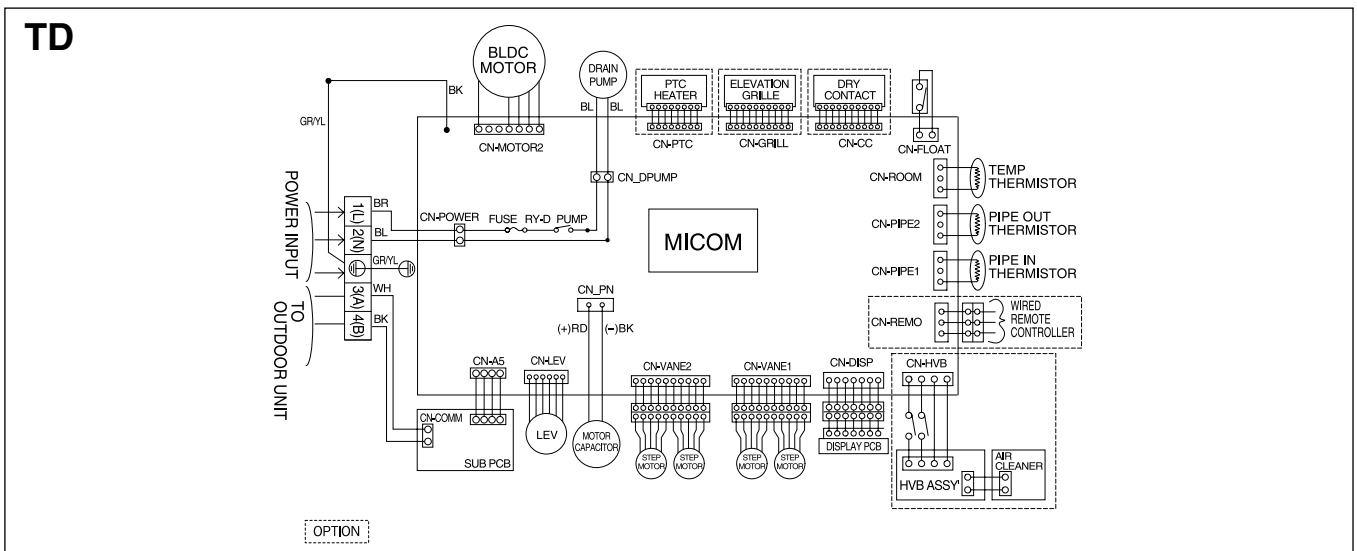 TD
BLDC
MOTOR
DRAIN
PUMP
PTC
HEATER
ELEVATION
GRILLE
DRY
CONTACT
BK
BL
BL
GR/YL
CN-MOTOR2
CN-PTC
CN-GRILL
CN-CC
CN-FLOAT
CN_DPUMP
CN-ROOM
TEMP
THERMISTOR
POWER INPUT
1(L)
BR
CN-POWER
FUSE
RY-D
PUMP
2(N)
BL
CN-PIPE2
PIPE OUT
THERMISTOR
MICOM
GR/YL
CN-PIPE1
PIPE IN
THERMISTOR
3(A)
WH
4(B)
BK
TO
OUTDOOR UNIT
CN_PN
(+)RD
(-)BK
CN-REMO
WIRED
REMOTE
CONTROLLER
CN-A5
CN-LEV
CN-VANE2
CN-VANE1
CN-DISP
CN-HVB
CN-COMM
SUB PCB
LEV
MOTOR
CAPACITOR
STEP
MOTOR
STEP
MOTOR
STEP
MOTOR
STEP
MOTOR
DISPLAY PCB
HVB ASSY'
AIR
CLEANER
OPTION